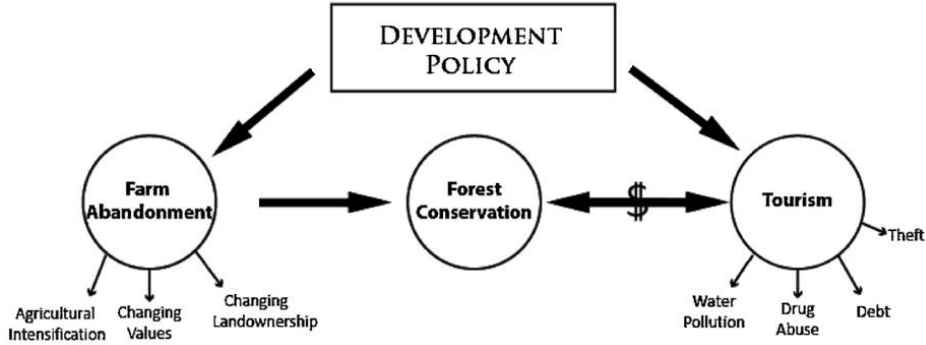 DEVELOPMENT
POLICY
Farm
Abandonment
Forest
Conservation
$
Tourism
Theft
Agricultural
Intensification
Changing
Values
Changing
Landownership
Water
Pollution
Drug
Abuse
Debt